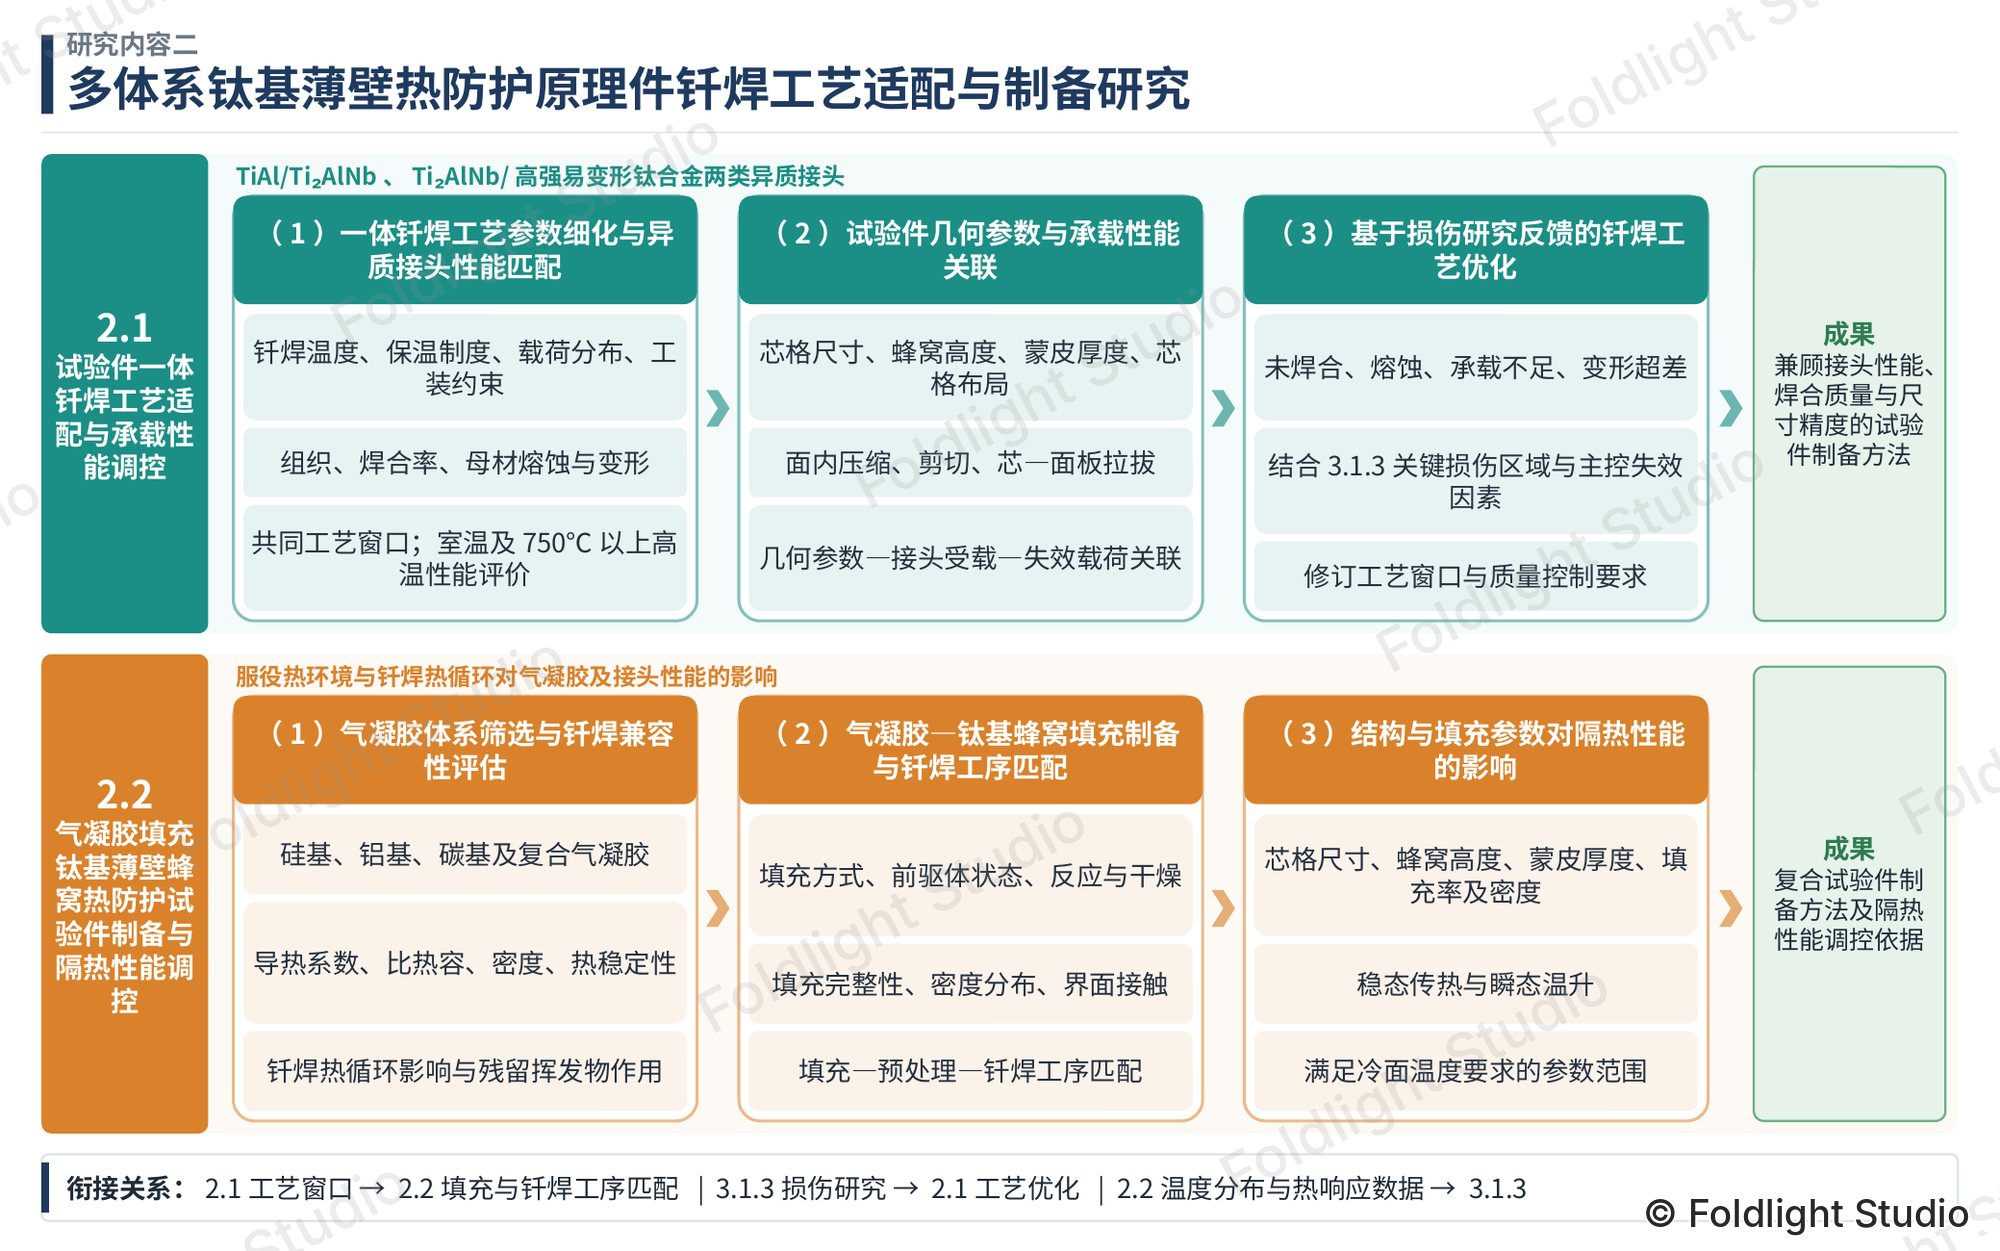 研究内容二
多体系钛基薄壁热防护原理件钎焊工艺适配与制备研究
2.1
试验件一体
钎焊工艺适
配与承载性
能调控
TiAl/Ti₂AlNb 、 Ti₂AlNb/ 高强易变形钛合金两类异质接头
（ 1 ）一体钎焊工艺参数细化与异
质接头性能匹配
钎焊温度、保温制度、载荷分布、工
装约束
组织、焊合率、母材熔蚀与变形
共同工艺窗口；室温及 750°C 以上高
温性能评价
（ 2 ）试验件几何参数与承载性能
关联
芯格尺寸、蜂窝高度、蒙皮厚度、芯
格布局
面内压缩、剪切、芯—面板拉拔
几何参数—接头受载—失效载荷关联
（ 3 ）基于损伤研究反馈的钎焊工
艺优化
未焊合、熔蚀、承载不足、变形超差
结合 3.1.3 关键损伤区域与主控失效
因素
修订工艺窗口与质量控制要求
成果
兼顾接头性能、
焊合质量与尺
寸精度的试验
件制备方法
2.2
气凝胶填充
钛基薄壁蜂
窝热防护试
验件制备与
隔热性能调
控
服役热环境与钎焊热循环对气凝胶及接头性能的影响
（ 1 ）气凝胶体系筛选与钎焊兼容
性评估
硅基、铝基、碳基及复合气凝胶
导热系数、比热容、密度、热稳定性
钎焊热循环影响与残留挥发物作用
（ 2 ）气凝胶—钛基蜂窝填充制备
与钎焊工序匹配
填充方式、前驱体状态、反应与干燥
填充完整性、密度分布、界面接触
填充—预处理—钎焊工序匹配
（ 3 ）结构与填充参数对隔热性能
的影响
芯格尺寸、蜂窝高度、蒙皮厚度、填
充率及密度
稳态传热与瞬态温升
满足冷面温度要求的参数范围
成果
复合试验件制
备方法及隔热
性能调控依据
衔接关系： 2.1 工艺窗口 → 2.2 填充与钎焊工序匹配 | 3.1.3 损伤研究 → 2.1 工艺优化 | 2.2 温度分布与热响应数据 → 3.1.3
© Foldlight Studio